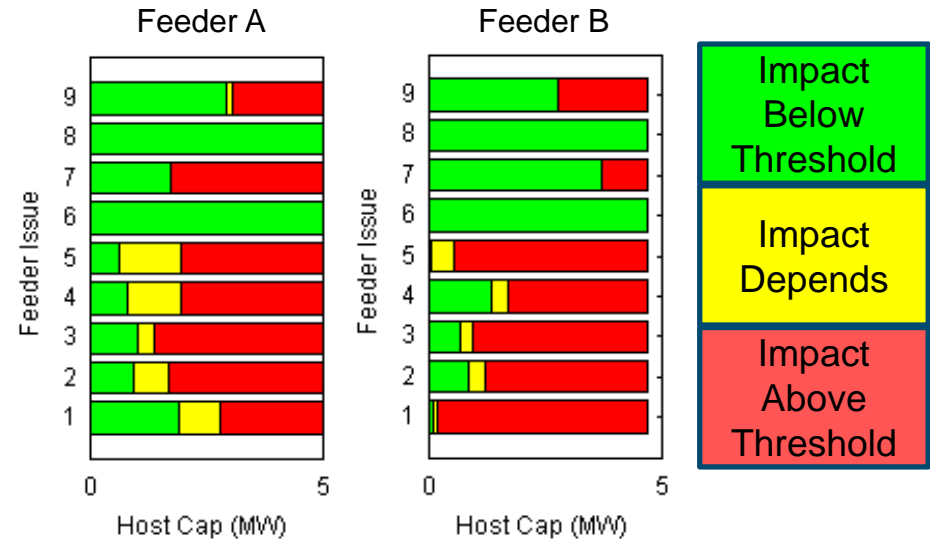 Feeder A
Feeder Issue
9
8
7
6
5
4
3
2
1
0
5
Host Cap (MW)
Feeder B
Feeder Issue
9
8
7
6
5
4
3
2
1
0
5
Host Cap (MW)
Impact
Below
Threshold
Impact
Depends
Impact
Above
Threshold